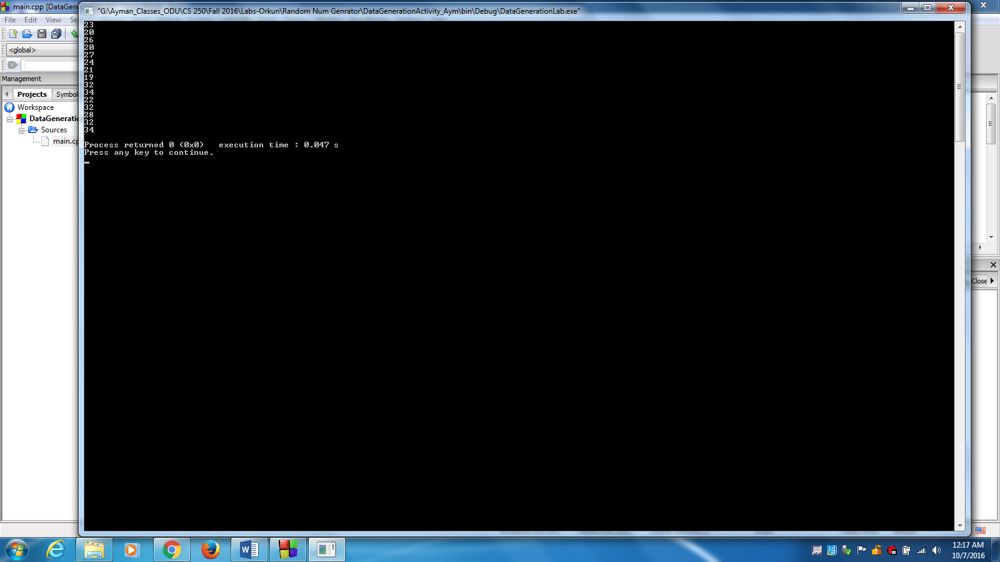 main.cpp [DataGene
"G:\Ayman_Classes_ODU\CS 250\Fall 2016\Labs-Orkun\Random Num Genrator\DataGenerationActivity_Aym\bin\Debug\DataGenerationLab.exe"
File Edit View Se
<global>
Management
Projects Symbol
Workspace
DataGeneratio
Sources
main.cp
23
20
26
20
27
24
21
19
32
34
22
32
28
32
34
Process returned 0 (0x0)   execution time : 0.047 s
Press any key to continue.
Close
12:17 AM
10/7/2016